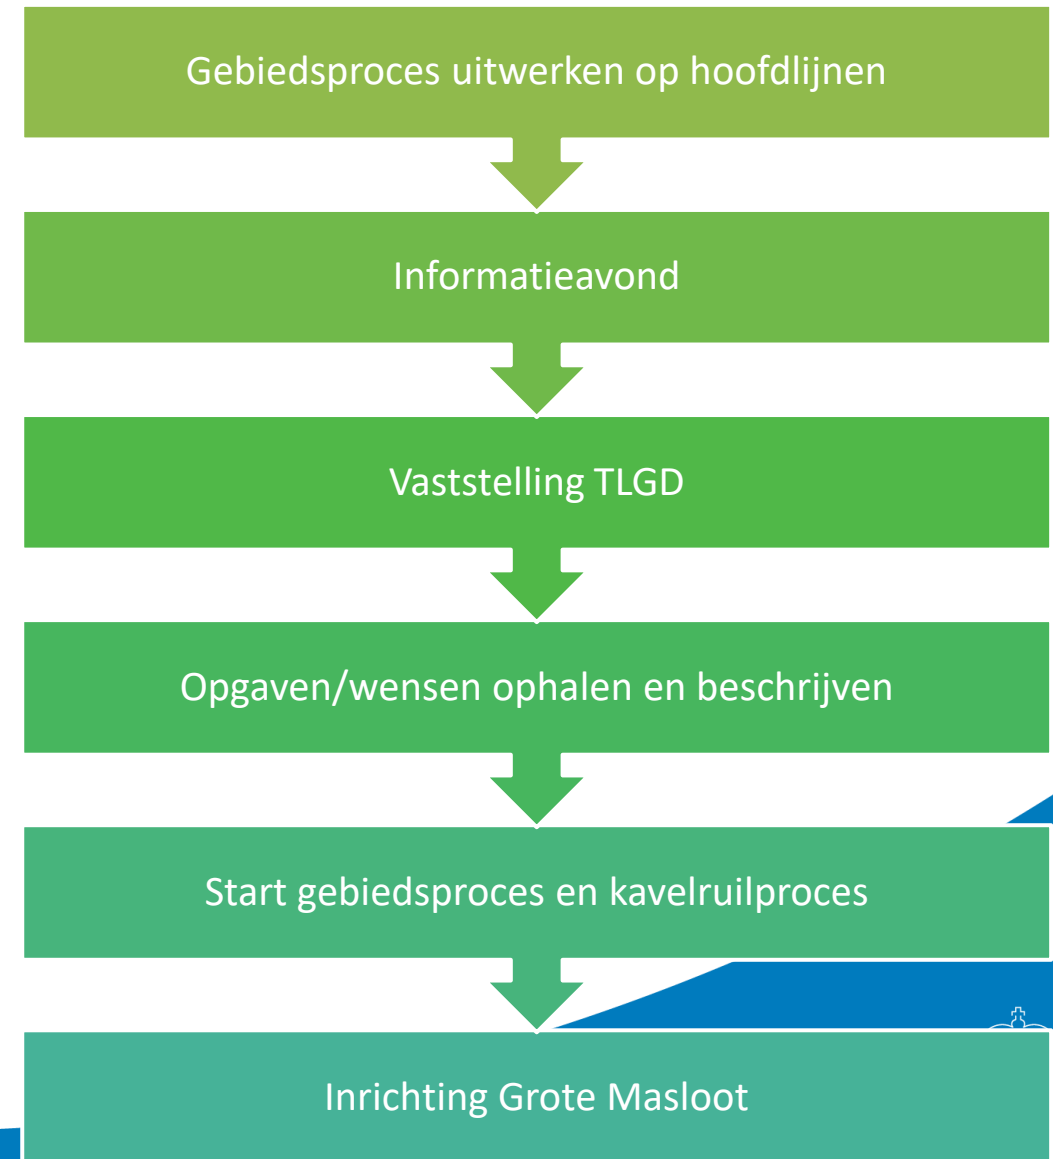 Gebiedsproces uitwerken op hoofdlijnen
Informatieavond
Vaststelling TLGD
Opgaven/wensen ophalen en beschrijven
Start gebiedsproces en kavelruilproces
Inrichting Grote Masloot